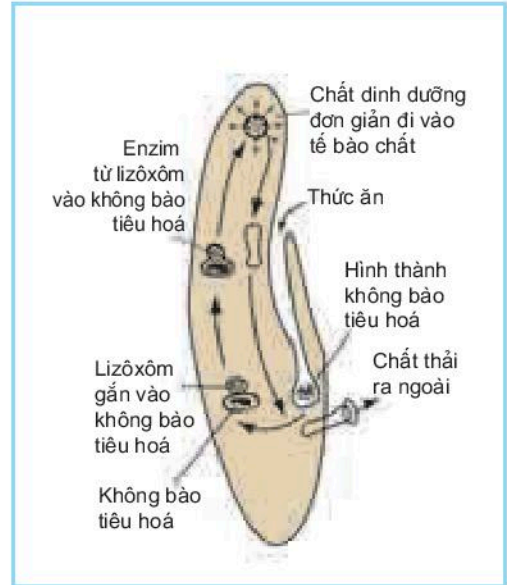 Chất dinh dưỡng
đơn giản đi vào
tế bào chất
Enzim
từ lizôxôm
vào không bào
tiêu hoá
Thức ăn
Hình thành
không bào
tiêu hoá
Chất thải
ra ngoài
Lizôxôm
gắn vào
không bào
tiêu hoá
Không bào
tiêu hoá